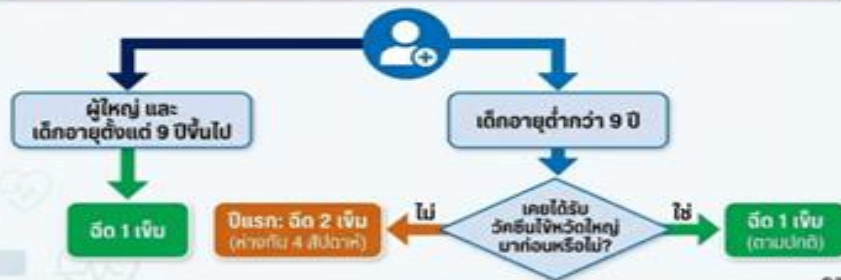 ผู้ใหญ่ และ
เด็กอายุตั้งแต่ 9 ปีขึ้นไป
ฉีด 1 เข็ม
เด็กอายุต่ำกว่า 9 ปี
เคยได้รับ
วัคซีนไข้หวัดใหญ่
มาก่อนหรือไม่?
ไม่
ปีแรก: ฉีด 2 เข็ม
(ห่างกัน 4 สัปดาห์)
ใช่
ฉีด 1 เข็ม
(ตามปกติ)